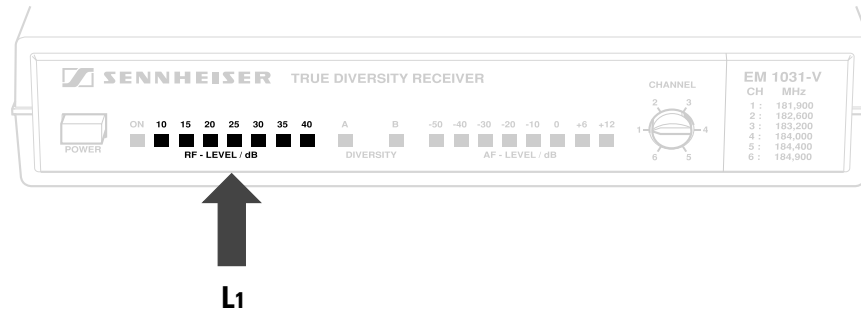 SENNHEISER TRUE DIVERSITY RECEIVER
POWER
ON 10 15 20 25 30 35 40
RF - LEVEL / dB
A B
DIVERSITY
-50 -40 -30 -20 -10 0 +6 +12
AF - LEVEL / dB
CHANNEL
2 3
1 4
6 5
EM 1031-V
CH MHz
1 : 181,900
2 : 182,600
3 : 183,200
4 : 184,000
5 : 184,400
6 : 184,900
L1